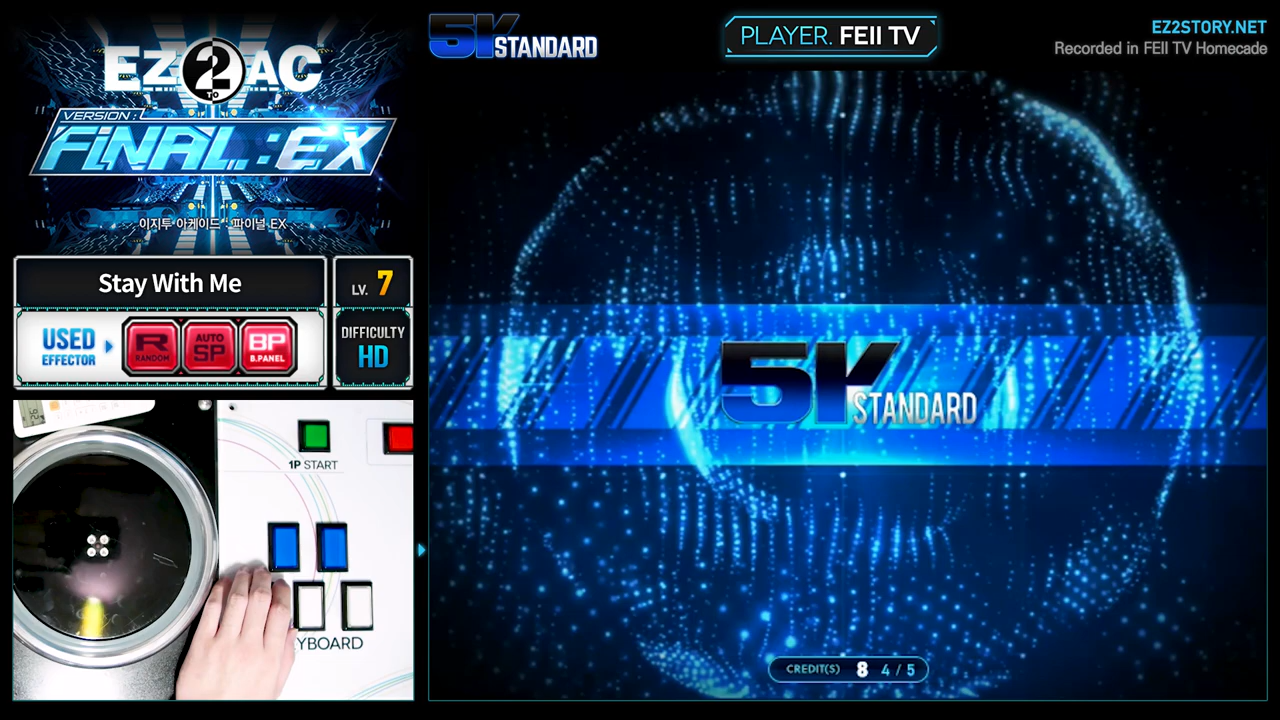 EZ2AC
TO
VERSION :
FiNAL :EX
이지투 아케이드 : 파이널 EX
Stay With Me
LV. 7
USED
EFFECTOR
R
RANDOM
AUTO
SP
BP
B.PANEL
DIFFICULTY
HD
1P START
YBOARD
5K STANDARD
PLAYER. FEII TV
EZ2STORY.NET
Recorded in FEII TV Homecade
5K STANDARD
CREDIT(S) 8 4 / 5